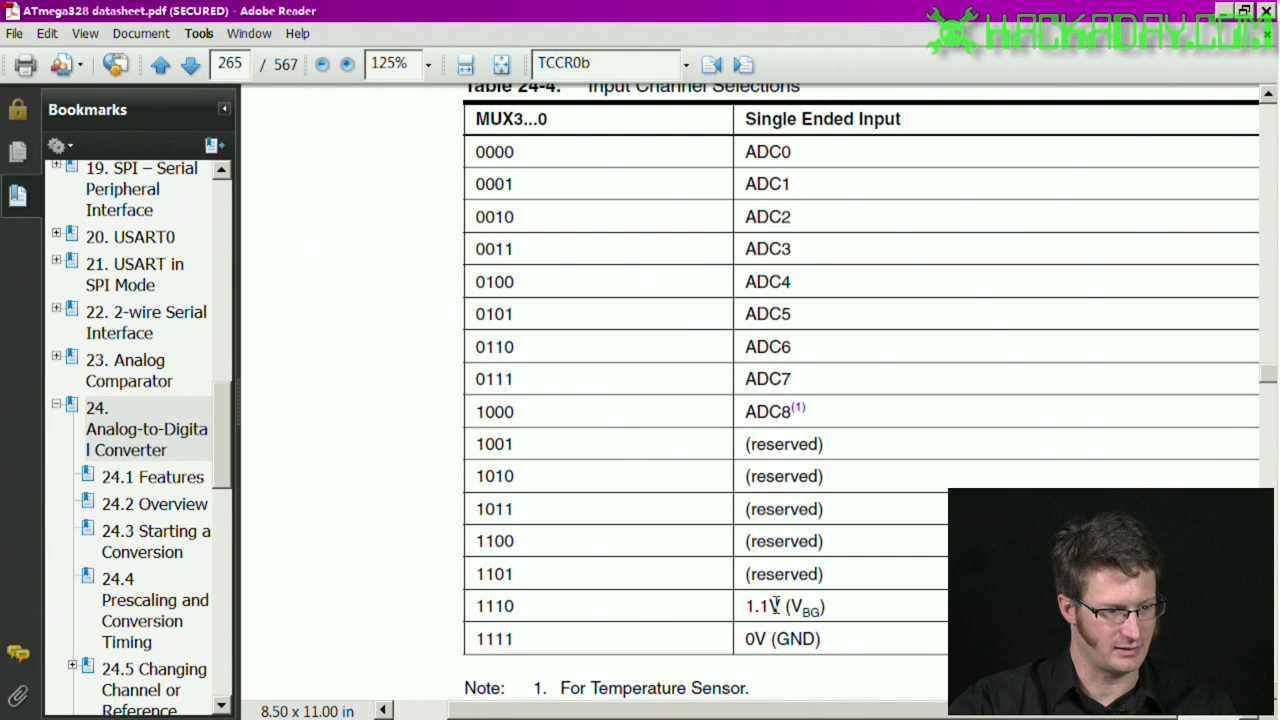 ATmega328 datasheet.pdf (SECURED) - Adobe Reader
File Edit View Document Tools Window Help
HACKADAY.COM
265 / 567 125% TCCR0b
Bookmarks
19. SPI – Serial
Peripheral
Interface
20. USART0
21. USART in
SPI Mode
22. 2-wire Serial
Interface
23. Analog
Comparator
24.
Analog-to-Digita
l Converter
24.1 Features
24.2 Overview
24.3 Starting a
Conversion
24.4
Prescaling and
Conversion
Timing
24.5 Changing
Channel or
Reference
Table 24-4. Input Channel Selections
MUX3...0 Single Ended Input
0000 ADC0
0001 ADC1
0010 ADC2
0011 ADC3
0100 ADC4
0101 ADC5
0110 ADC6
0111 ADC7
1000 ADC8(1)
1001 (reserved)
1010 (reserved)
1011 (reserved)
1100 (reserved)
1101 (reserved)
1110 1.1V (VBG)
1111 0V (GND)
Note: 1. For Temperature Sensor.
8.50 x 11.00 in